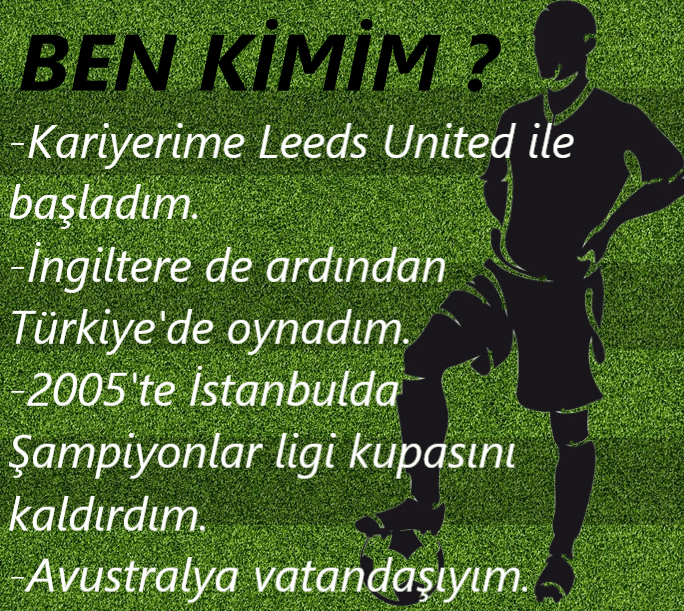 BEN KİMİM ?
-Kariyerime Leeds United ile
başladım.
-İngiltere de ardından
Türkiye'de oynadım.
-2005'te İstanbulda
Şampiyonlar ligi kupasını
kaldırdım.
-Avustralya vatandaşıyım.